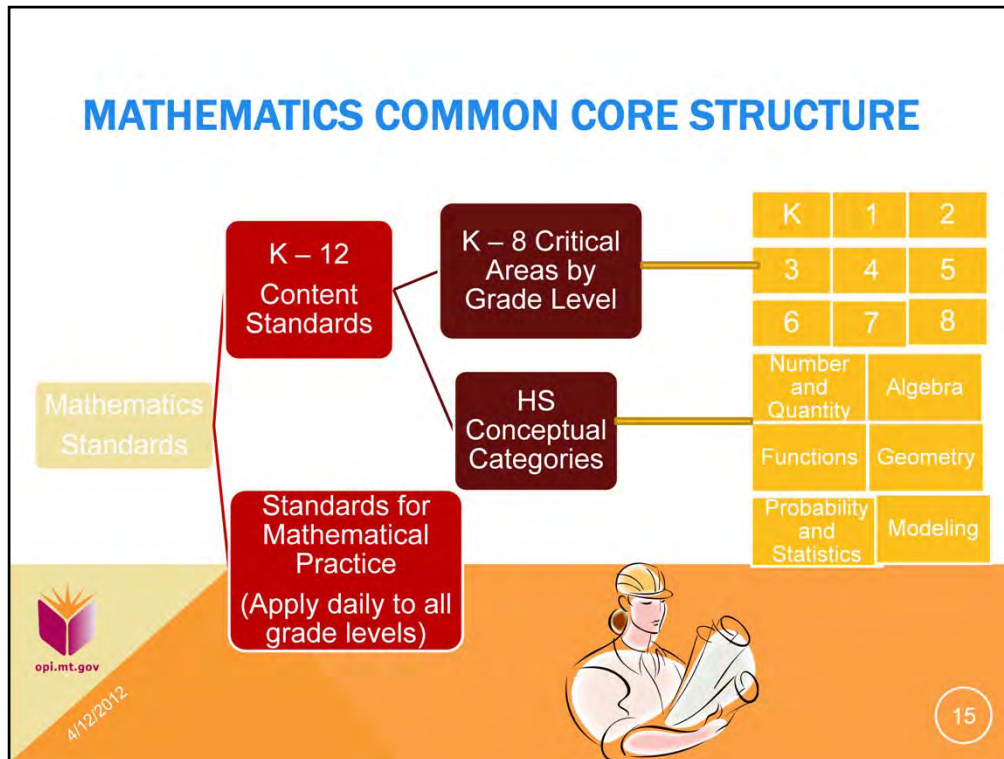 MATHEMATICS COMMON CORE STRUCTURE
Mathematics
Standards
K – 12
Content
Standards
Standards for
Mathematical
Practice
(Apply daily to all
grade levels)
K – 8 Critical
Areas by
Grade Level
HS
Conceptual
Categories
K 1 2
3 4 5
6 7 8
Number
and
Quantity
Algebra
Functions
Geometry
Probability
and
Statistics
Modeling
opi.mt.gov
4/12/2012
15